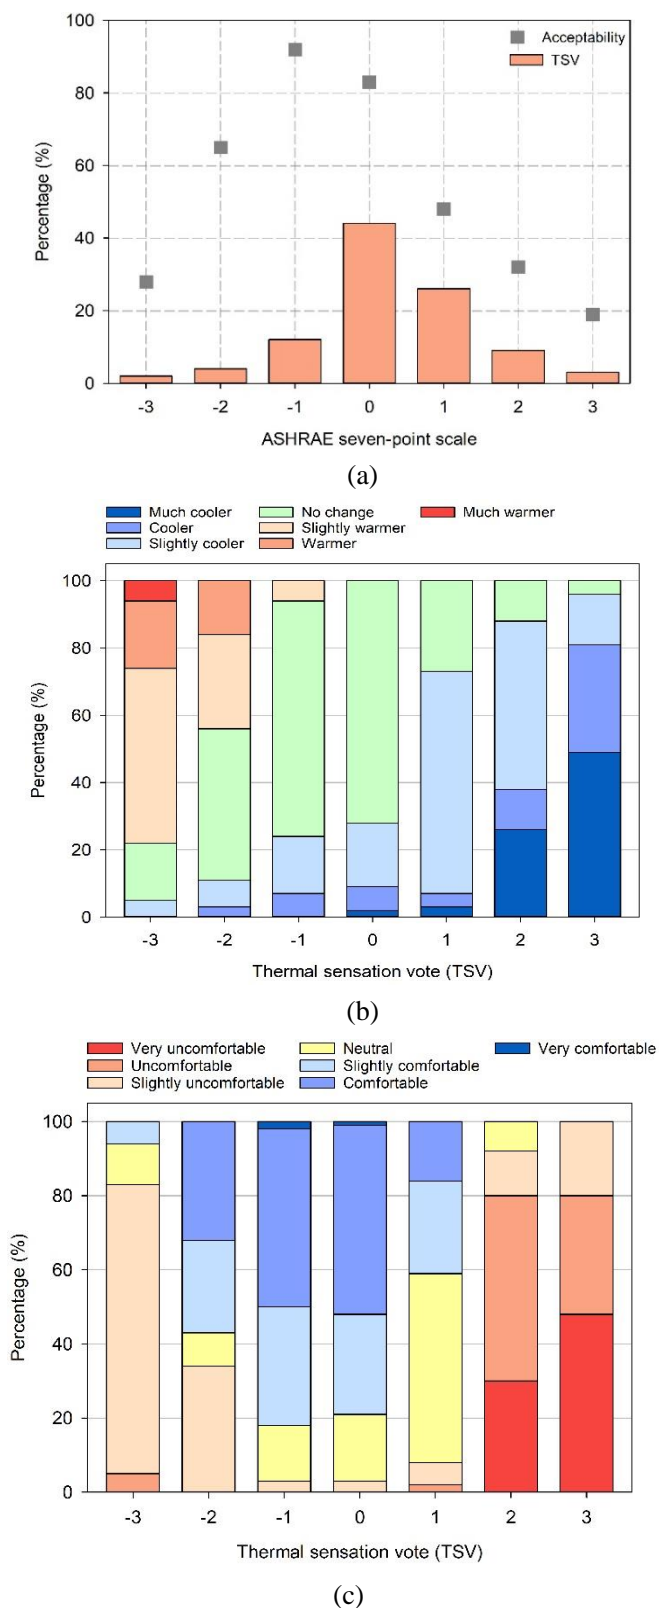 100
80
60
40
20
0
Percentage (%)
Acceptability
TSV
-3 -2 -1 0 1 2 3
ASHRAE seven-point scale
(a)
Much cooler No change Much warmer
Cooler Slightly warmer
Slightly cooler Warmer
100
80
60
40
20
0
Percentage (%)
-3 -2 -1 0 1 2 3
Thermal sensation vote (TSV)
(b)
Very uncomfortable Neutral Very comfortable
Uncomfortable Slightly comfortable
Slightly uncomfortable Comfortable
100
80
60
40
20
0
Percentage (%)
-3 -2 -1 0 1 2 3
Thermal sensation vote (TSV)
(c)